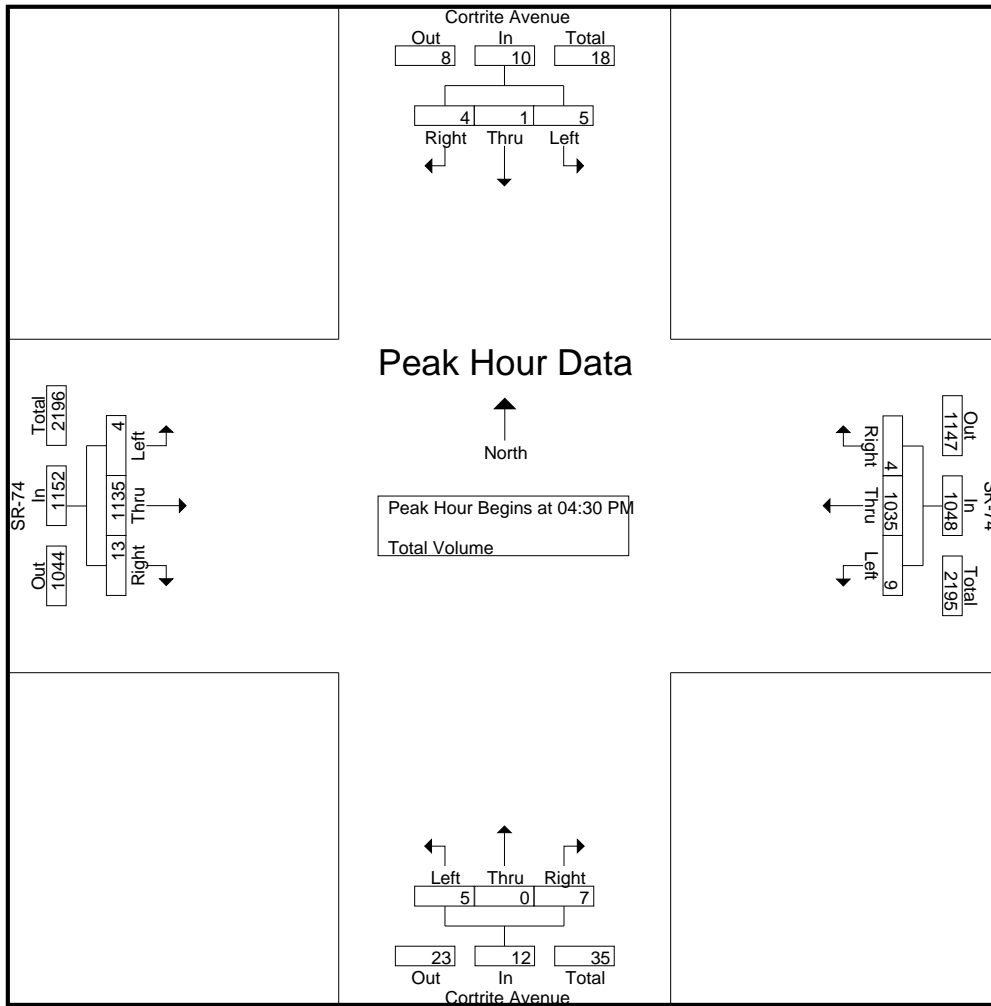 Cortrite Avenue
Out In Total
8 10 18
4 1 5
Right Thru Left
Peak Hour Data
North
Peak Hour Begins at 04:30 PM
Total Volume
SR-74
Total In Out
2196 1152 1044
4 1135 13
Left Thru Right
SR-74
Out In Total
1147 1048 2195
4 1035 9
Right Thru Left
Left Thru Right
5 0 7
23 12 35
Out In Total
Cortrite Avenue